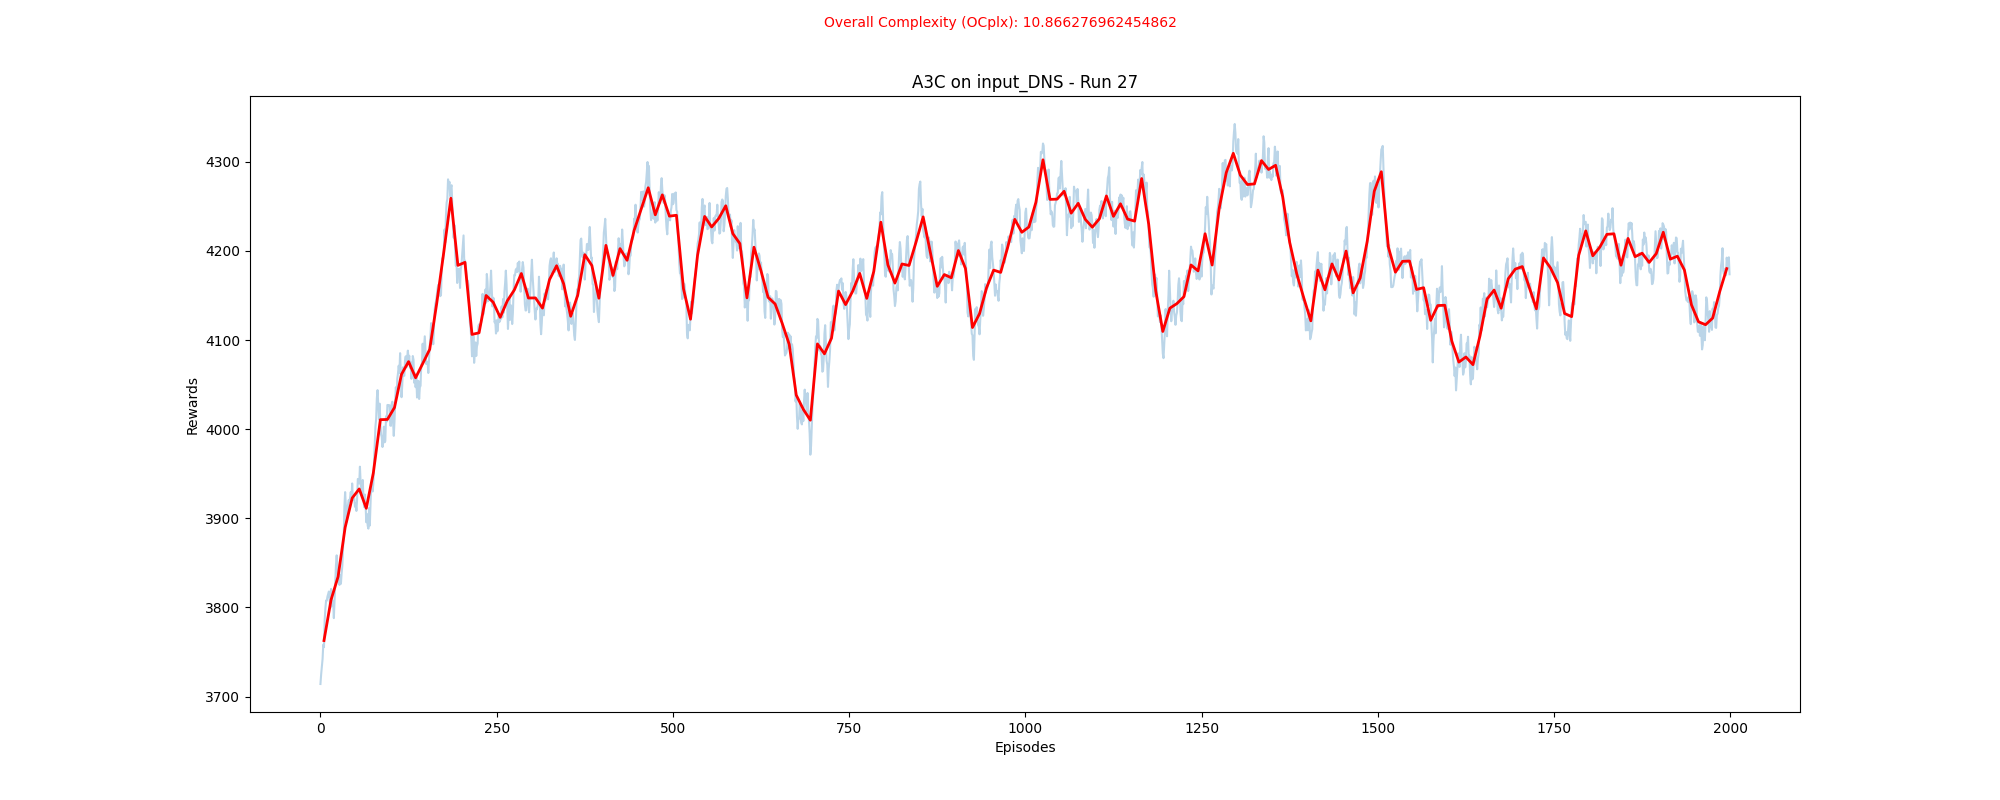 Overall Complexity (OCplx): 10.866276962454862
A3C on input_DNS - Run 27
Rewards
4300
4200
4100
4000
3900
3800
3700
0 250 500 750 1000 1250 1500 1750 2000
Episodes